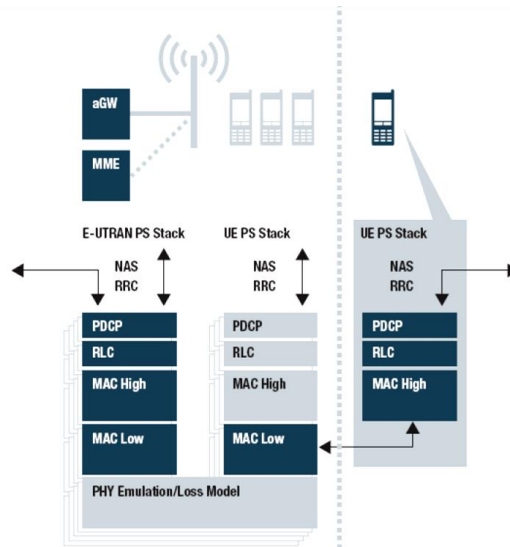 aGW
MME
E-UTRAN PS Stack
UE PS Stack
UE PS Stack
NAS
RRC
NAS
RRC
NAS
RRC
PDCP
RLC
MAC High
MAC Low
PDCP
RLC
MAC High
MAC Low
PDCP
RLC
MAC High
PHY Emulation/Loss Model